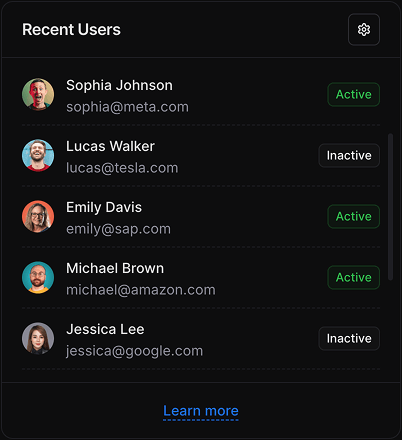 Recent Users
Sophia Johnson
sophia@meta.com
Active
Lucas Walker
lucas@tesla.com
Inactive
Emily Davis
emily@sap.com
Active
Michael Brown
michael@amazon.com
Active
Jessica Lee
jessica@google.com
Inactive
Learn more